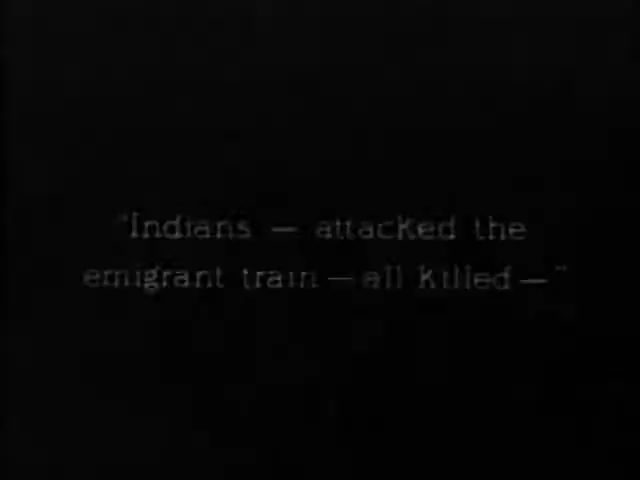 "Indians — attacked the
emigrant train — all killed —"